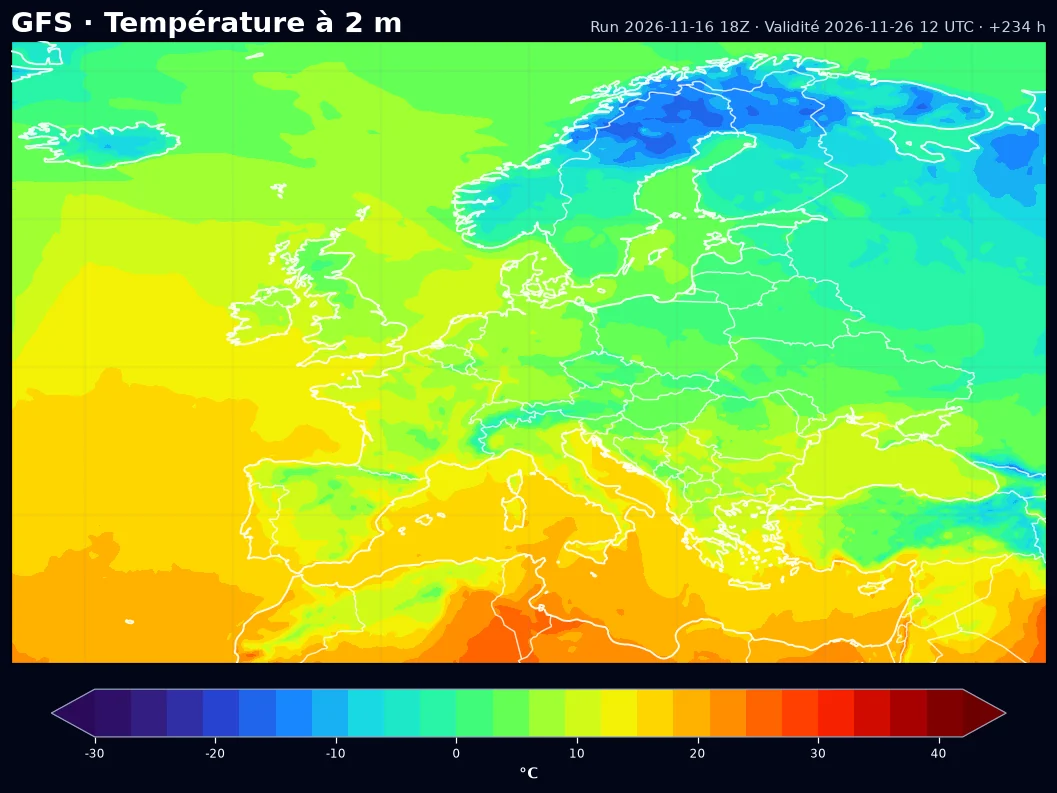 GFS · Température à 2 m
Run 2026-11-16 18Z · Validité 2026-11-26 12 UTC · +234 h
-30 -20 -10 0 10 20 30 40
°C